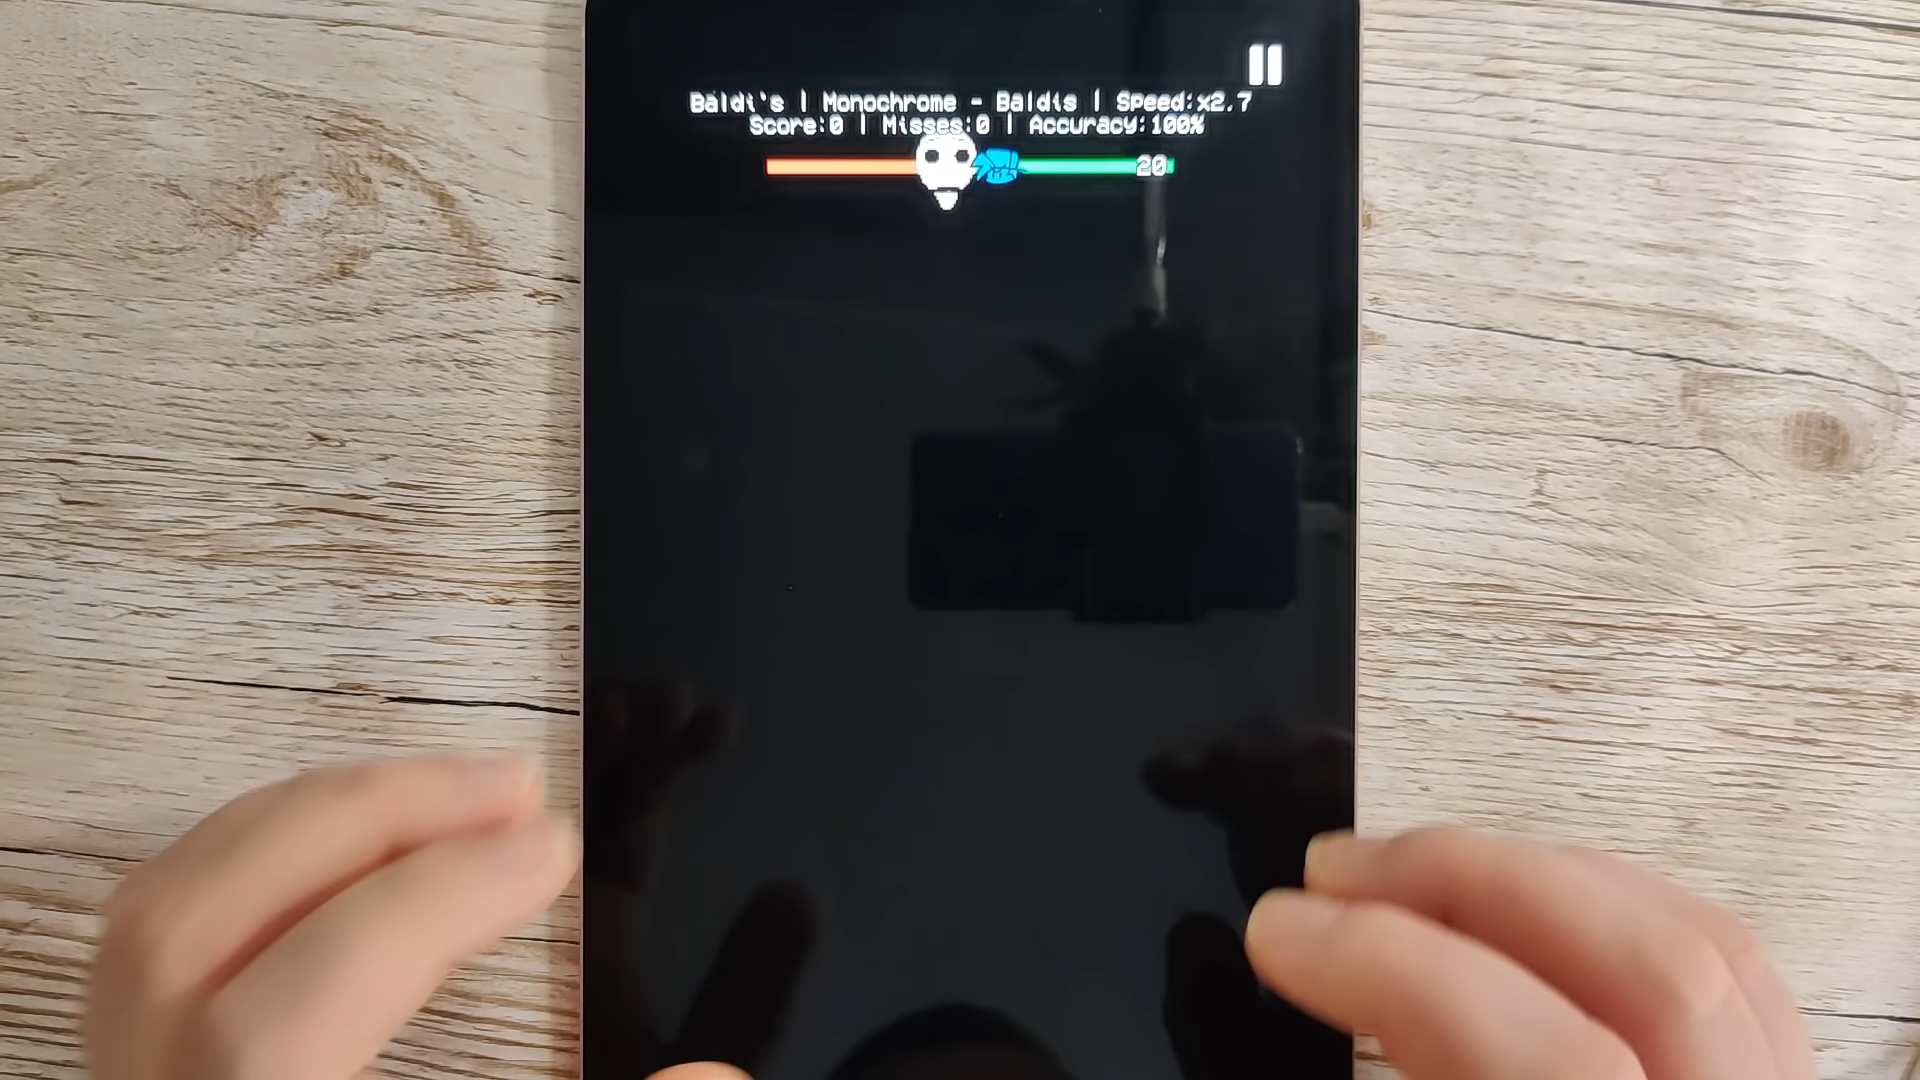 Baldi's | Monochrome - Baldis | Speed:x2.7
Score:0 | Misses:0 | Accuracy:100%
20